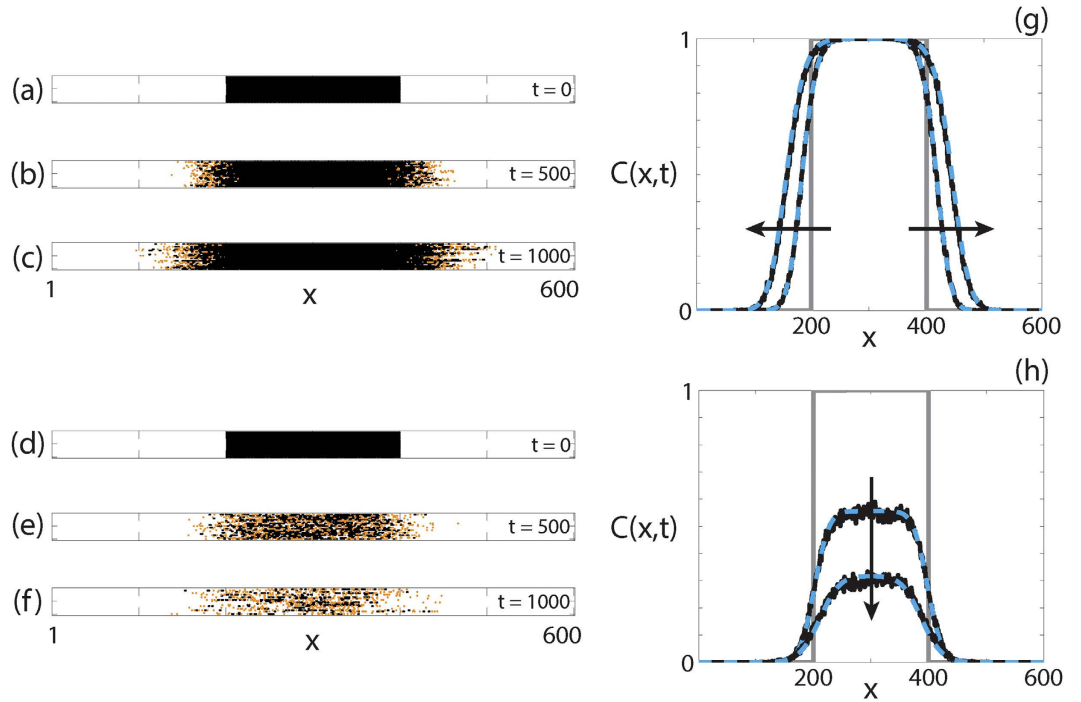 (a)
t = 0
(b)
t = 500
(c)
t = 1000
1
x
600
(d)
t = 0
(e)
t = 500
(f)
t = 1000
1
x
600
(g)
1
C(x,t)
0
200
400
600
x
(h)
1
C(x,t)
0
200
400
600
x